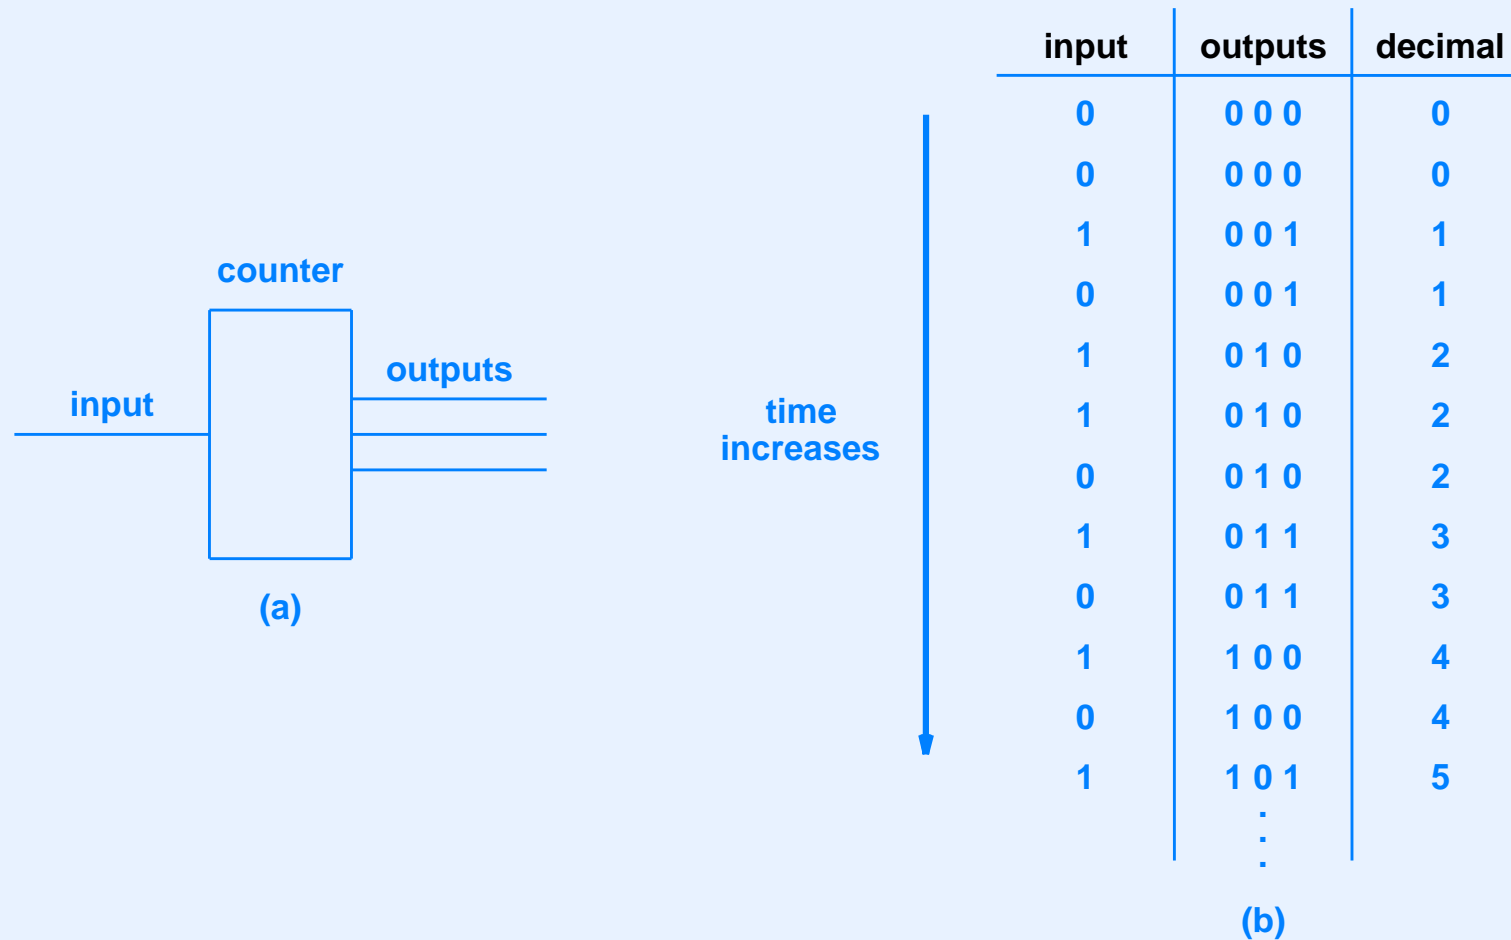 counter
input
outputs
(a)
time
increases
input outputs decimal
0 0 0 0 0
0 0 0 0 0
1 0 0 1 1
0 0 0 1 1
1 0 1 0 2
1 0 1 0 2
0 0 1 0 2
1 0 1 1 3
0 0 1 1 3
1 1 0 0 4
0 1 0 0 4
1 1 0 1 5
.
.
.
(b)